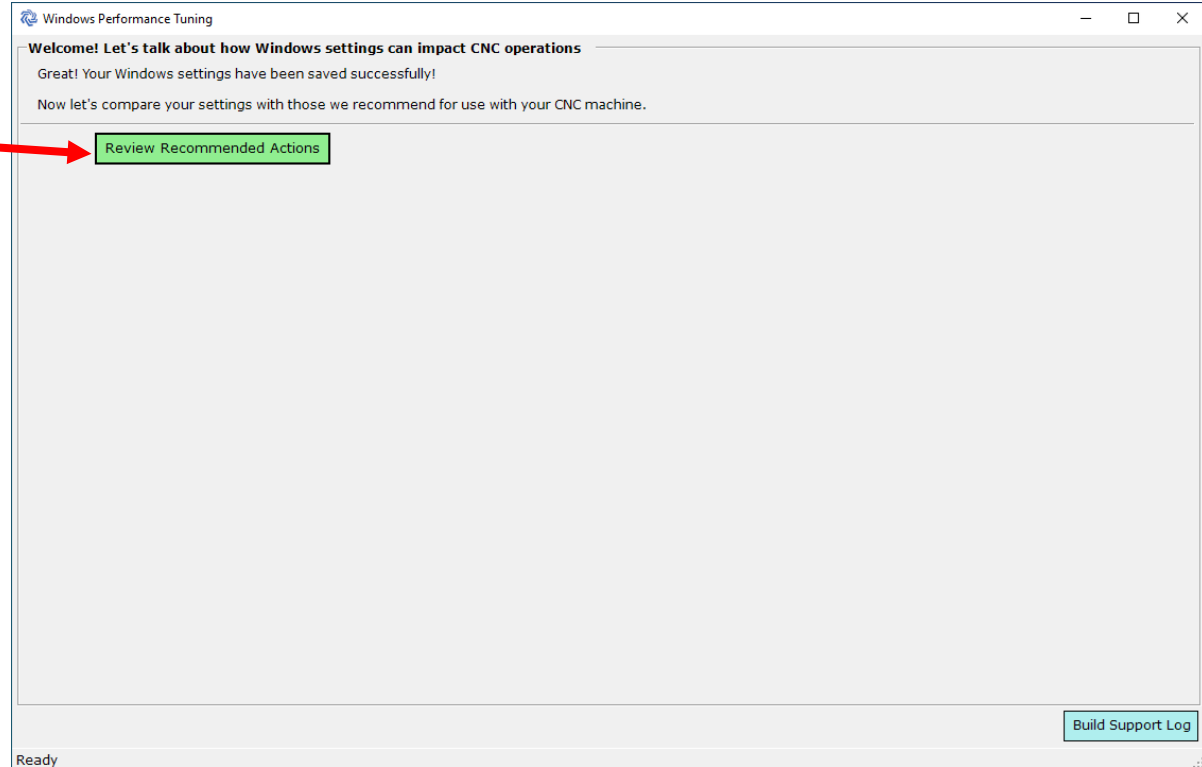 Windows Performance Tuning
Welcome! Let's talk about how Windows settings can impact CNC operations
Great! Your Windows settings have been saved successfully!
Now let's compare your settings with those we recommend for use with your CNC machine.
Review Recommended Actions
Build Support Log
Ready